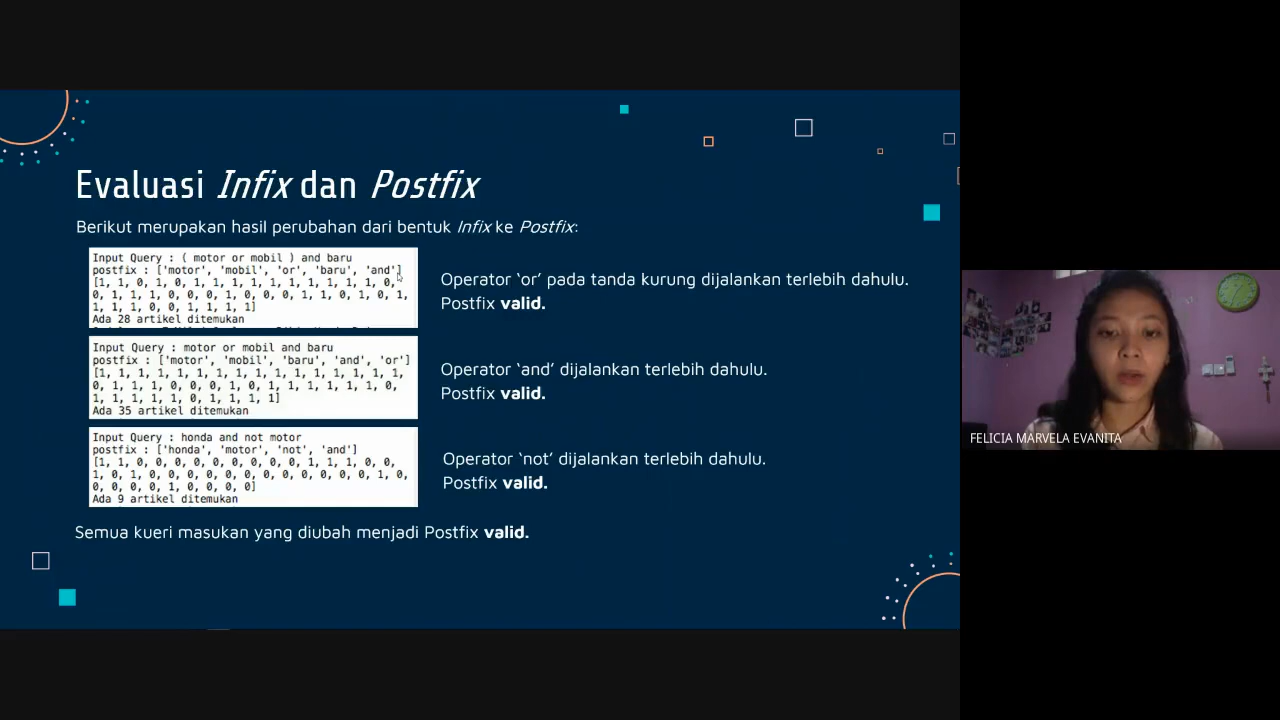 Evaluasi Infix dan Postfix
Berikut merupakan hasil perubahan dari bentuk Infix ke Postfix:
Input Query : ( motor or mobil ) and baru
postfix : ['motor', 'mobil', 'or', 'baru', 'and']
[1, 1, 0, 1, 0, 1, 1, 1, 1, 1, 1, 1, 1, 1, 1, 0,
0, 1, 1, 1, 0, 0, 1, 0, 0, 0, 1, 1, 0, 1, 0, 1,
1, 1, 1, 0, 0, 1, 1, 1, 1]
Ada 28 artikel ditemukan
Operator ‘or’ pada tanda kurung dijalankan terlebih dahulu.
Postfix valid.
Input Query : motor or mobil and baru
postfix : ['motor', 'mobil', 'baru', 'and', 'or']
[1, 1, 1, 1, 1, 1, 1, 1, 1, 1, 1, 1, 1, 1, 1, 1,
0, 1, 1, 1, 0, 0, 0, 1, 0, 1, 1, 1, 1, 1, 1, 0,
1, 1, 1, 1, 1, 0, 1, 1, 1, 1]
Ada 35 artikel ditemukan
Operator ‘and’ dijalankan terlebih dahulu.
Postfix valid.
Input Query : honda and not motor
postfix : ['honda', 'motor', 'not', 'and']
[1, 1, 0, 0, 0, 0, 0, 0, 0, 0, 0, 1, 1, 1, 0, 0,
1, 0, 1, 0, 0, 0, 0, 0, 0, 0, 0, 0, 0, 0, 1, 0,
0, 0, 0, 0, 1, 0, 0, 0, 0]
Ada 9 artikel ditemukan
Operator ‘not’ dijalankan terlebih dahulu.
Postfix valid.
Semua kueri masukan yang diubah menjadi Postfix valid.
FELICIA MARVELA EVANITA